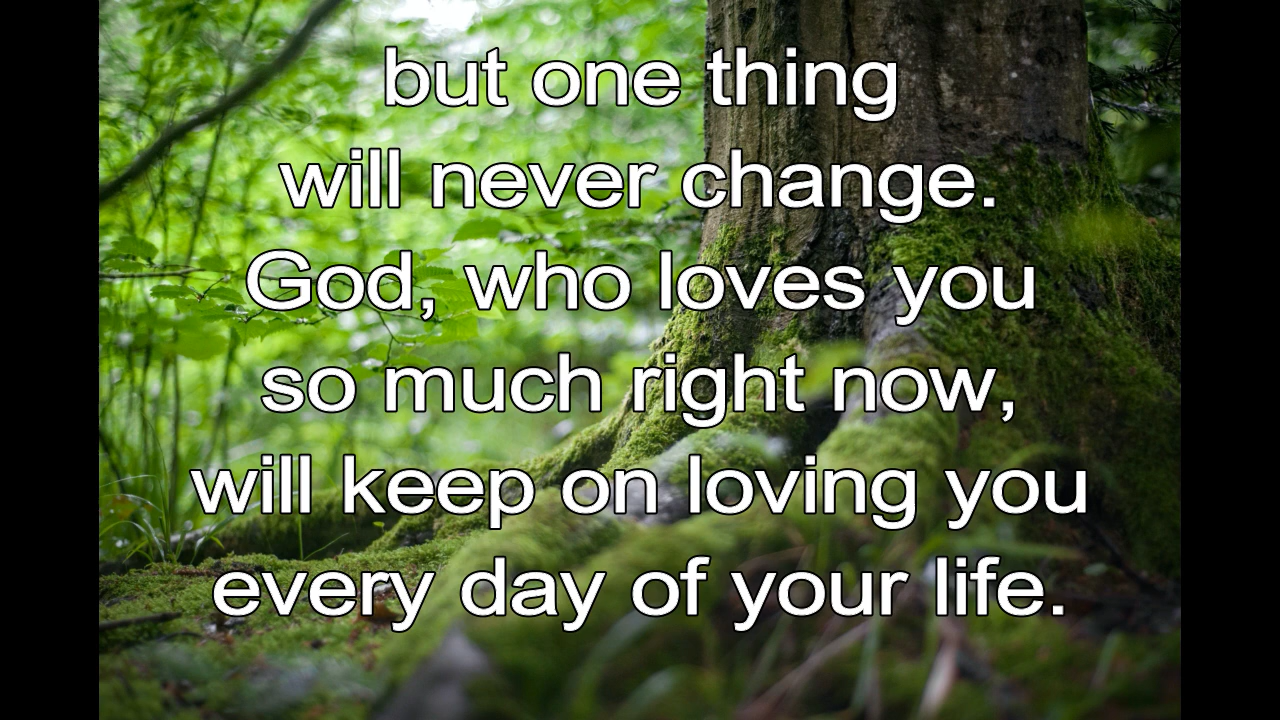 but one thing
will never change.
God, who loves you
so much right now,
will keep on loving you
every day of your life.